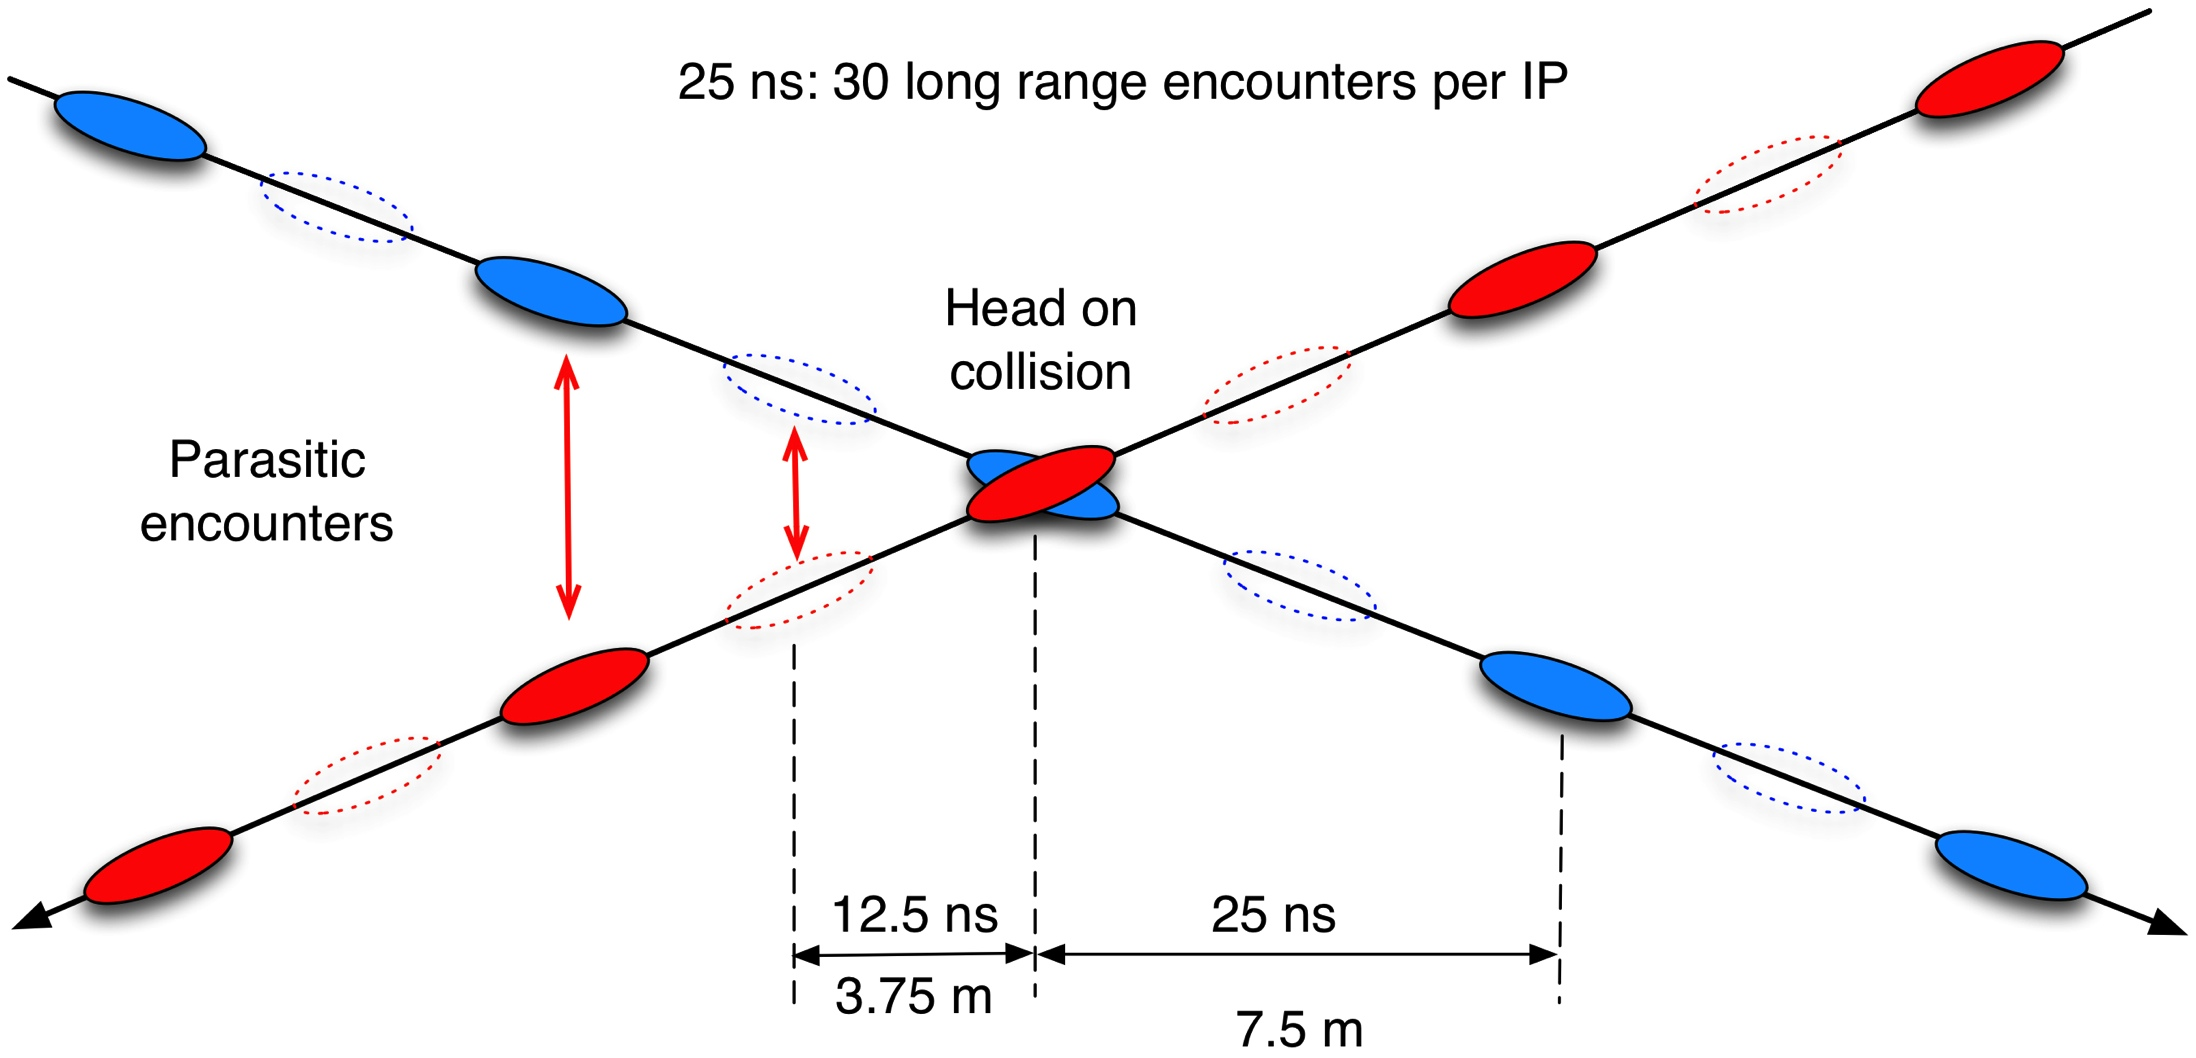 25 ns: 30 long range encounters per IP
Head on
collision
Parasitic
encounters
12.5 ns
25 ns
3.75 m
7.5 m